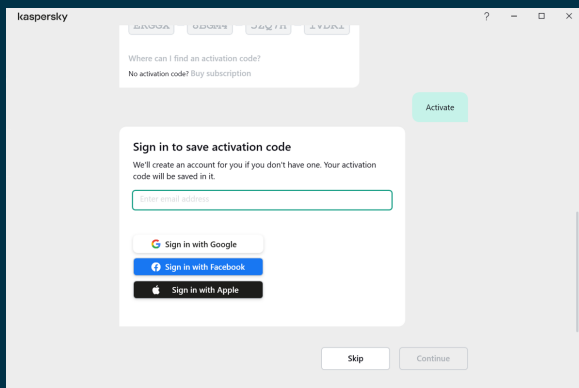 kaspersky
Where can I find an activation code?
No activation code? Buy subscription
Activate
Sign in to save activation code
We'll create an account for you if you don't have one. Your activation
code will be saved in it.
Enter email address
Sign in with Google
Sign in with Facebook
Sign in with Apple
Skip
Continue